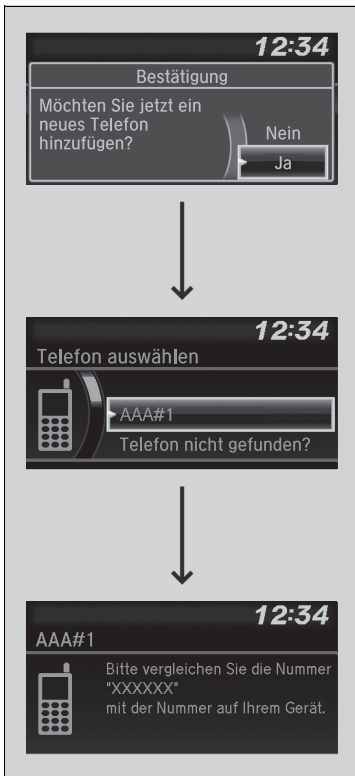 12:34
Bestätigung
Möchten Sie jetzt ein
neues Telefon
hinzufügen?
Nein
Ja
12:34
Telefon auswählen
AAA#1
Telefon nicht gefunden?
12:34
AAA#1
Bitte vergleichen Sie die Nummer
"XXXXXX"
mit der Nummer auf Ihrem Gerät.